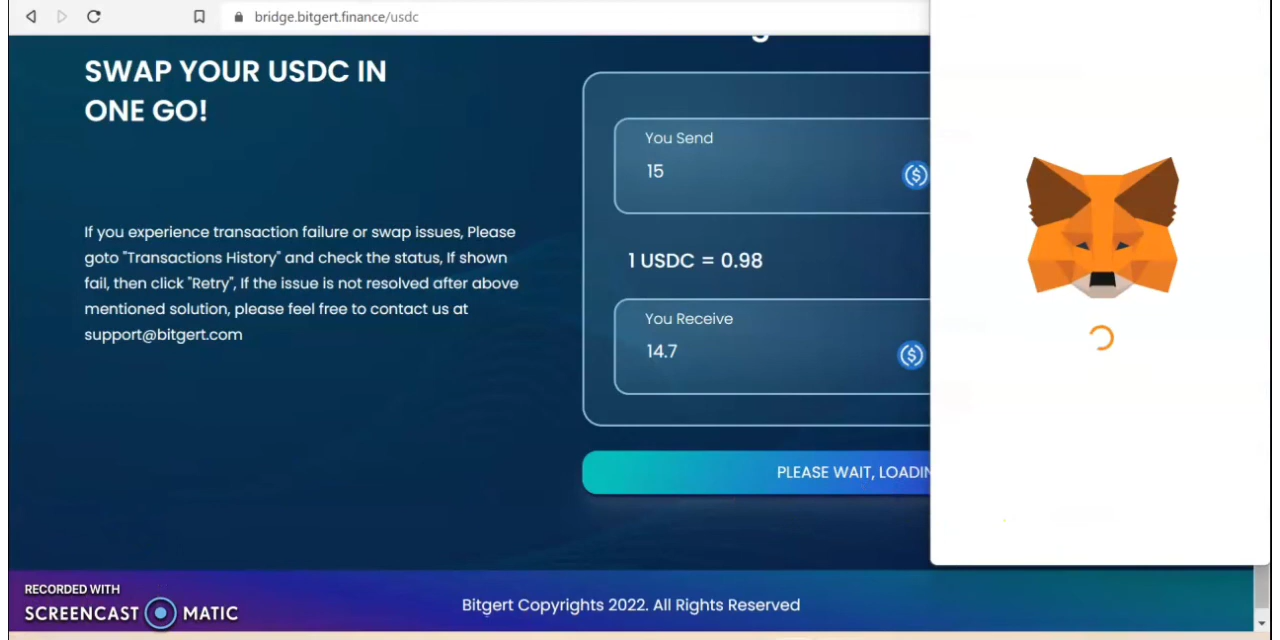 bridge.bitgert.finance/usdc
SWAP YOUR USDC IN
ONE GO!
If you experience transaction failure or swap issues, Please
goto "Transactions History" and check the status, If shown
fail, then click "Retry", If the issue is not resolved after above
mentioned solution, please feel free to contact us at
support@bitgert.com
You Send
15
1 USDC = 0.98
You Receive
14.7
PLEASE WAIT, LOADIN
RECORDED WITH
SCREENCAST MATIC
Bitgert Copyrights 2022. All Rights Reserved